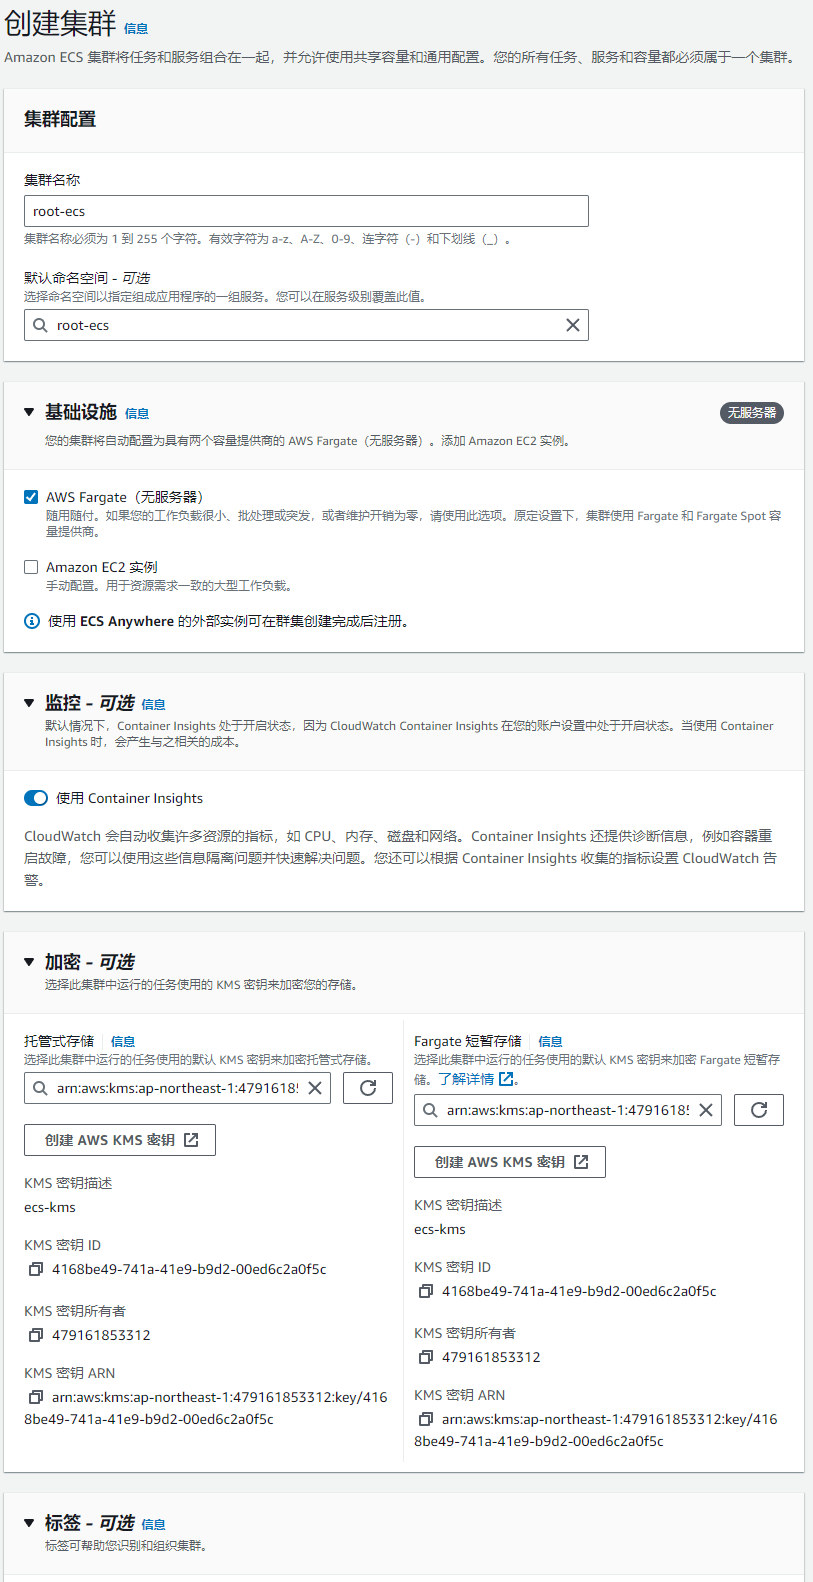 创建集群 信息
Amazon ECS 集群将任务和服务组合在一起，并允许使用共享容量和通用配置。您的所有任务、服务和容量都必须属于一个集群。
集群配置
集群名称
root-ecs
集群名称必须为 1 到 255 个字符。有效字符为 a-z、A-Z、0-9、连字符（-）和下划线（_）。
默认命名空间 - 可选
选择命名空间以指定组成应用程序的一组服务。您可以在服务级别覆盖此值。
root-ecs
基础设施 信息
无服务器
您的集群将自动配置为具有两个容量提供商的 AWS Fargate（无服务器）。添加 Amazon EC2 实例。
AWS Fargate（无服务器）
随用随付。如果您的工作负载很小、批处理或突发，或者维护开销为零，请使用此选项。原定设置下，集群使用 Fargate 和 Fargate Spot 容
量提供商。
Amazon EC2 实例
手动配置。用于资源需求一致的大型工作负载。
使用 ECS Anywhere 的外部实例可在群集创建完成后注册。
监控 - 可选 信息
默认情况下，Container Insights 处于开启状态，因为 CloudWatch Container Insights 在您的账户设置中处于开启状态。当使用 Container
Insights 时，会产生与之相关的成本。
使用 Container Insights
CloudWatch 会自动收集许多资源的指标，如 CPU、内存、磁盘和网络。Container Insights 还提供诊断信息，例如容器重
启故障，您可以使用这些信息隔离问题并快速解决问题。您还可以根据 Container Insights 收集的指标设置 CloudWatch 告
警。
加密 - 可选
选择此集群中运行的任务使用的 KMS 密钥来加密您的存储。
托管式存储 信息
选择此集群中运行的任务使用的默认 KMS 密钥来加密托管式存储。
arn:aws:kms:ap-northeast-1:47916185
创建 AWS KMS 密钥
KMS 密钥描述
ecs-kms
KMS 密钥 ID
4168be49-741a-41e9-b9d2-00ed6c2a0f5c
KMS 密钥所有者
479161853312
KMS 密钥 ARN
arn:aws:kms:ap-northeast-1:479161853312:key/416
8be49-741a-41e9-b9d2-00ed6c2a0f5c
Fargate 短暂存储 信息
选择此集群中运行的任务使用的默认 KMS 密钥来加密 Fargate 短暂存
储。了解详情。
arn:aws:kms:ap-northeast-1:47916185
创建 AWS KMS 密钥
KMS 密钥描述
ecs-kms
KMS 密钥 ID
4168be49-741a-41e9-b9d2-00ed6c2a0f5c
KMS 密钥所有者
479161853312
KMS 密钥 ARN
arn:aws:kms:ap-northeast-1:479161853312:key/416
8be49-741a-41e9-b9d2-00ed6c2a0f5c
标签 - 可选 信息
标签可帮助您识别和组织集群。